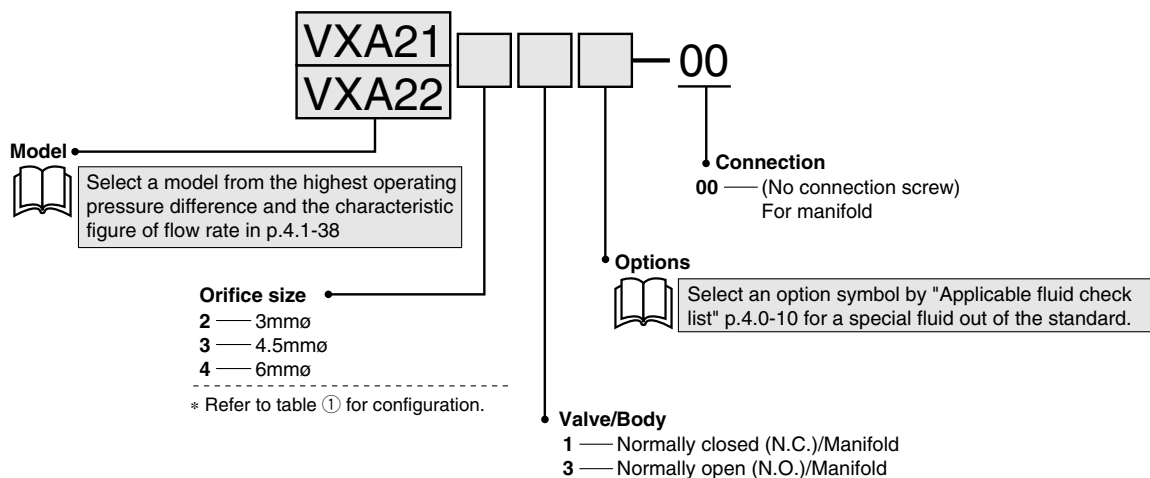 VXA21
VXA22
00
Model
Select a model from the highest operating
pressure difference and the characteristic
figure of flow rate in p.4.1-38
Connection
00 — (No connection screw)
For manifold
Options
Select an option symbol by "Applicable fluid check
list" p.4.0-10 for a special fluid out of the standard.
Orifice size
2 — 3mmø
3 — 4.5mmø
4 — 6mmø
* Refer to table ① for configuration.
Valve/Body
1 — Normally closed (N.C.)/Manifold
3 — Normally open (N.O.)/Manifold